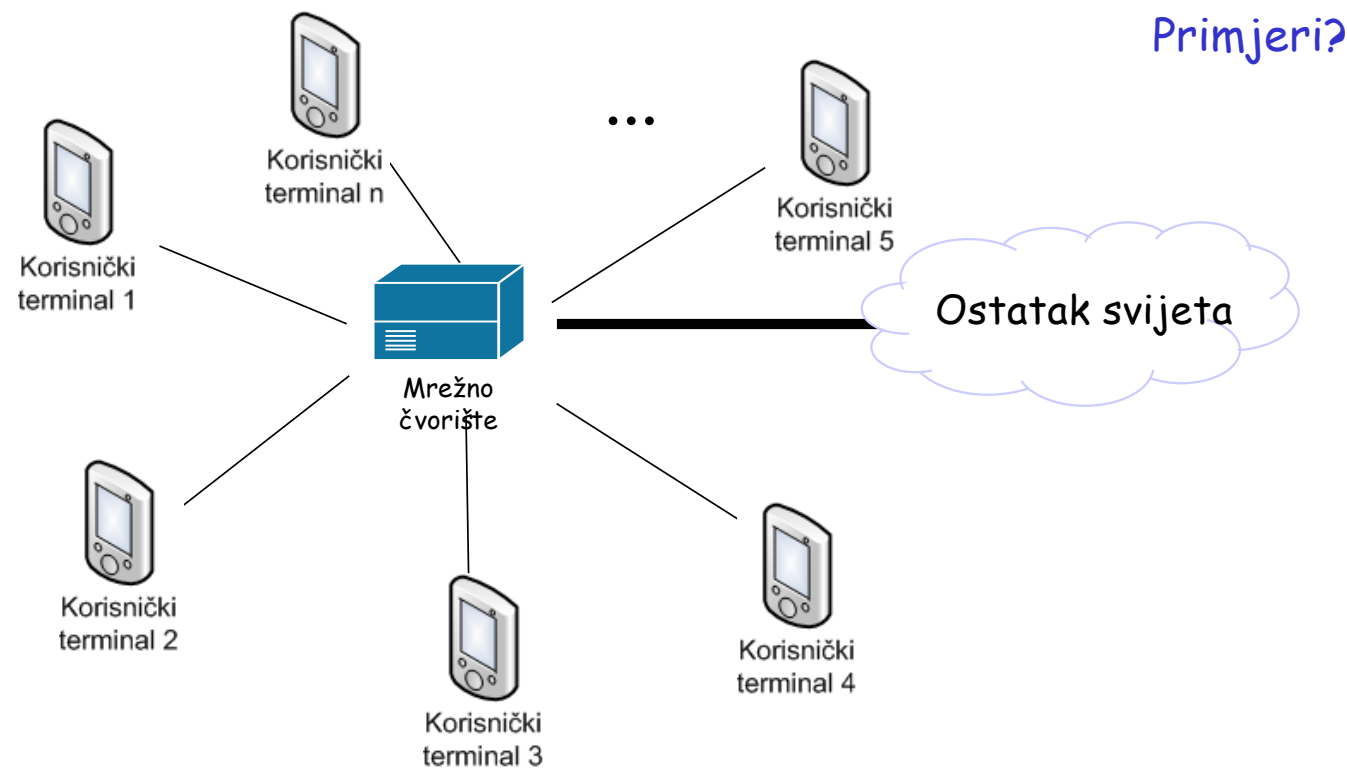 Primjeri?
Korisnički
terminal n
...
Korisnički
terminal 5
Korisnički
terminal 1
Ostatak svijeta
Mrežno
čvorište
Korisnički
terminal 2
Korisnički
terminal 4
Korisnički
terminal 3